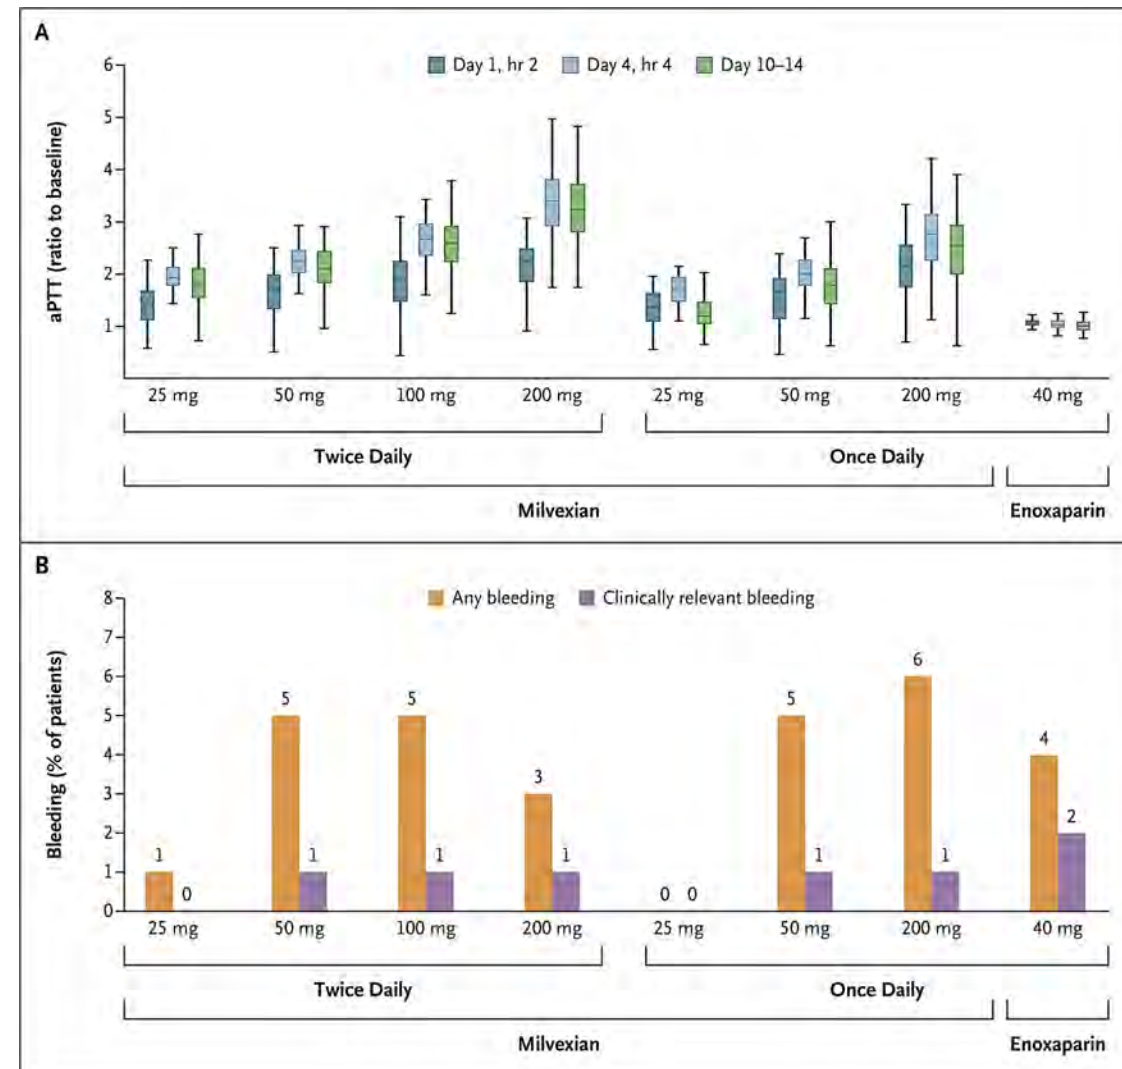 A
Day 1, hr 2 Day 4, hr 4 Day 10–14
aPTT (ratio to baseline)
6
5
4
3
2
1
25 mg 50 mg 100 mg 200 mg 25 mg 50 mg 200 mg 40 mg
Twice Daily Once Daily
Milvexian Enoxaparin
B
Any bleeding Clinically relevant bleeding
Bleeding (% of patients)
8
7
6
5
4
3
2
1
0
1 0 5 1 5 1 3 1 0 0 5 1 6 1 4 2
25 mg 50 mg 100 mg 200 mg 25 mg 50 mg 200 mg 40 mg
Twice Daily Once Daily
Milvexian Enoxaparin